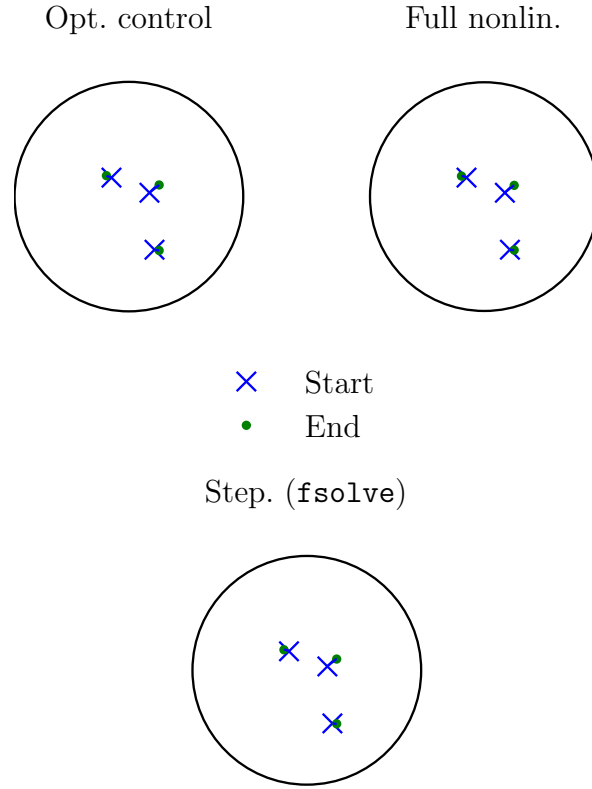 Opt. control
Full nonlin.
Start
End
Step. (fsolve)